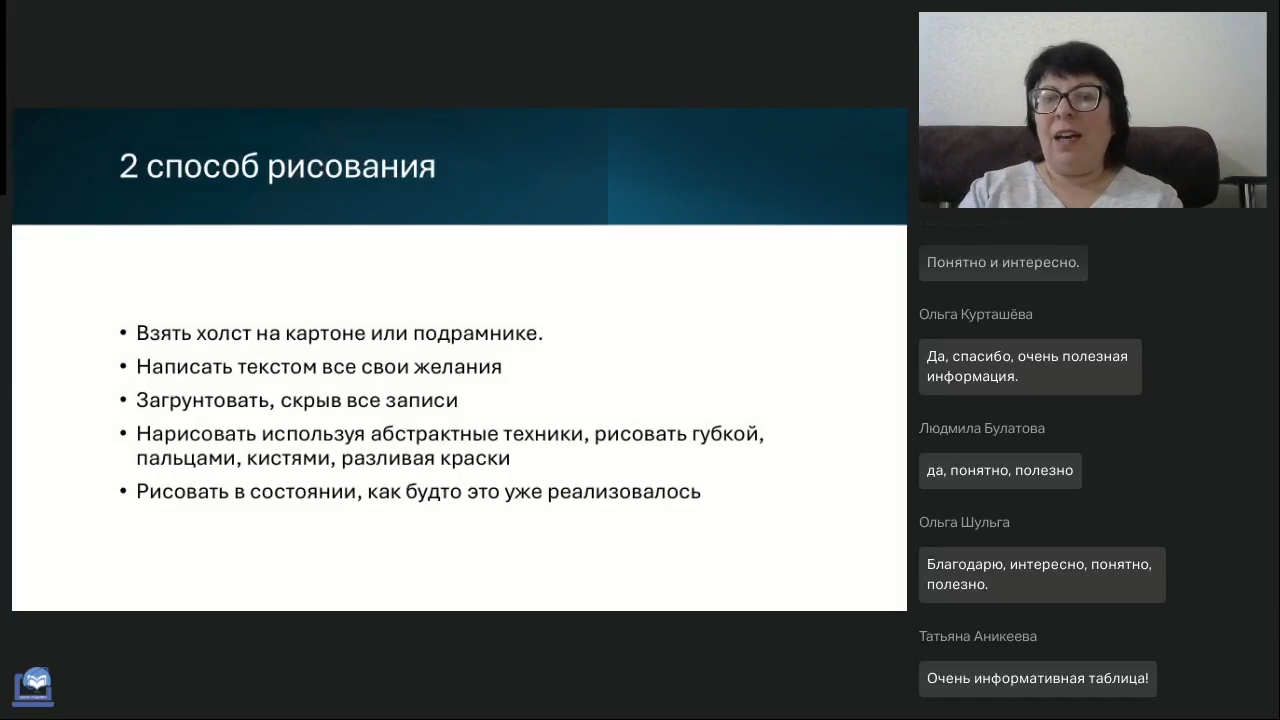 2 способ рисования
• Взять холст на картоне или подрамнике.
• Написать текстом все свои желания
• Загрунтовать, скрыв все записи
• Нарисовать используя абстрактные техники, рисовать губкой,
пальцами, кистями, разливая краски
• Рисовать в состоянии, как будто это уже реализовалось
Понятно и интересно.
Ольга Курташёва
Да, спасибо, очень полезная
информация.
Людмила Булатова
да, понятно, полезно
Ольга Шульга
Благодарю, интересно, понятно,
полезно.
Татьяна Аникеева
Очень информативная таблица!